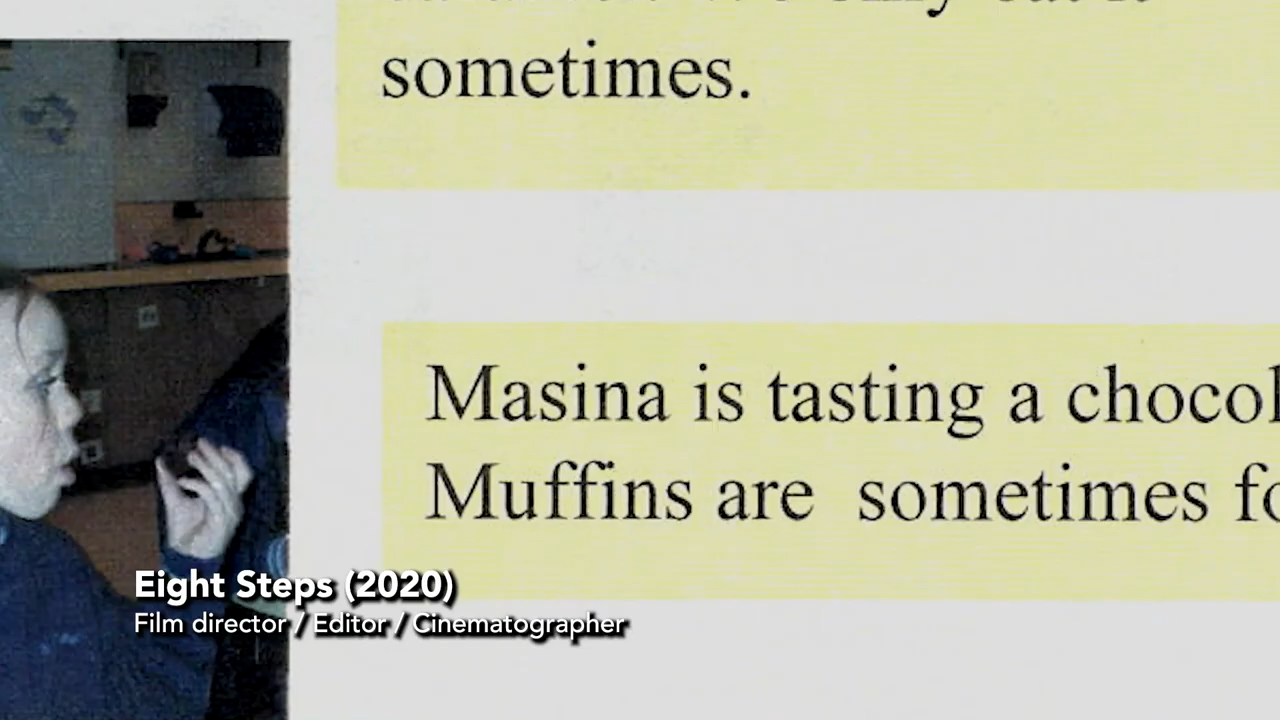 sometimes.
Masina is tasting a
Muffins are sometimes
Eight Steps (2020)
Film director / Editor / Cinematographer